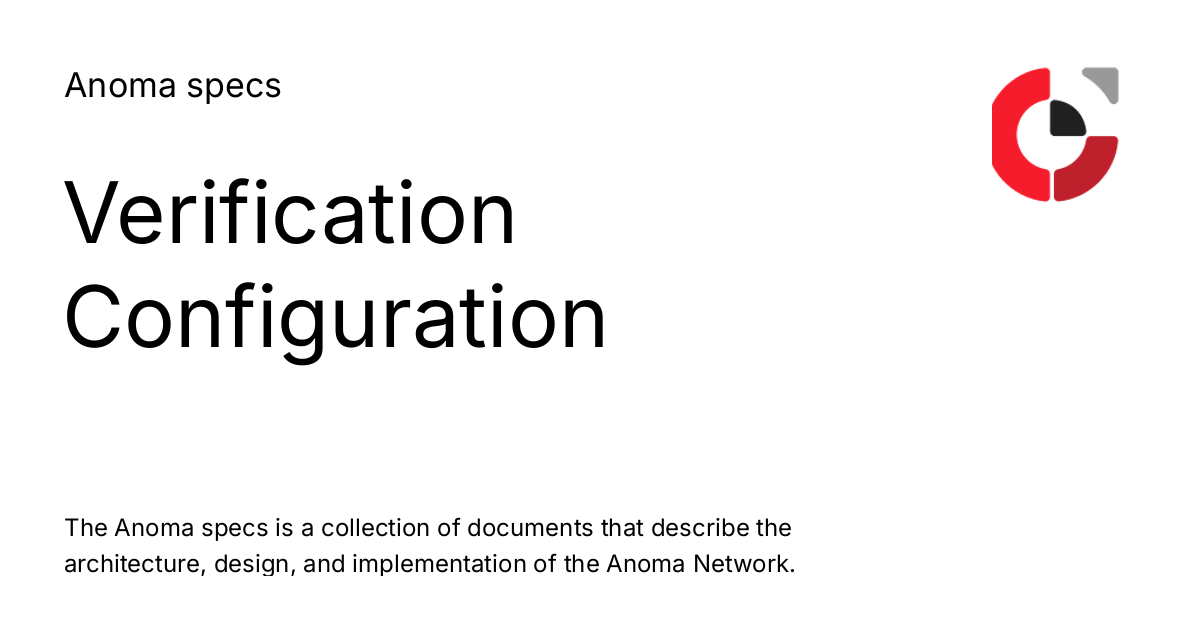 Anoma specs
Verification
Configuration
The Anoma specs is a collection of documents that describe the
architecture, design, and implementation of the Anoma Network.